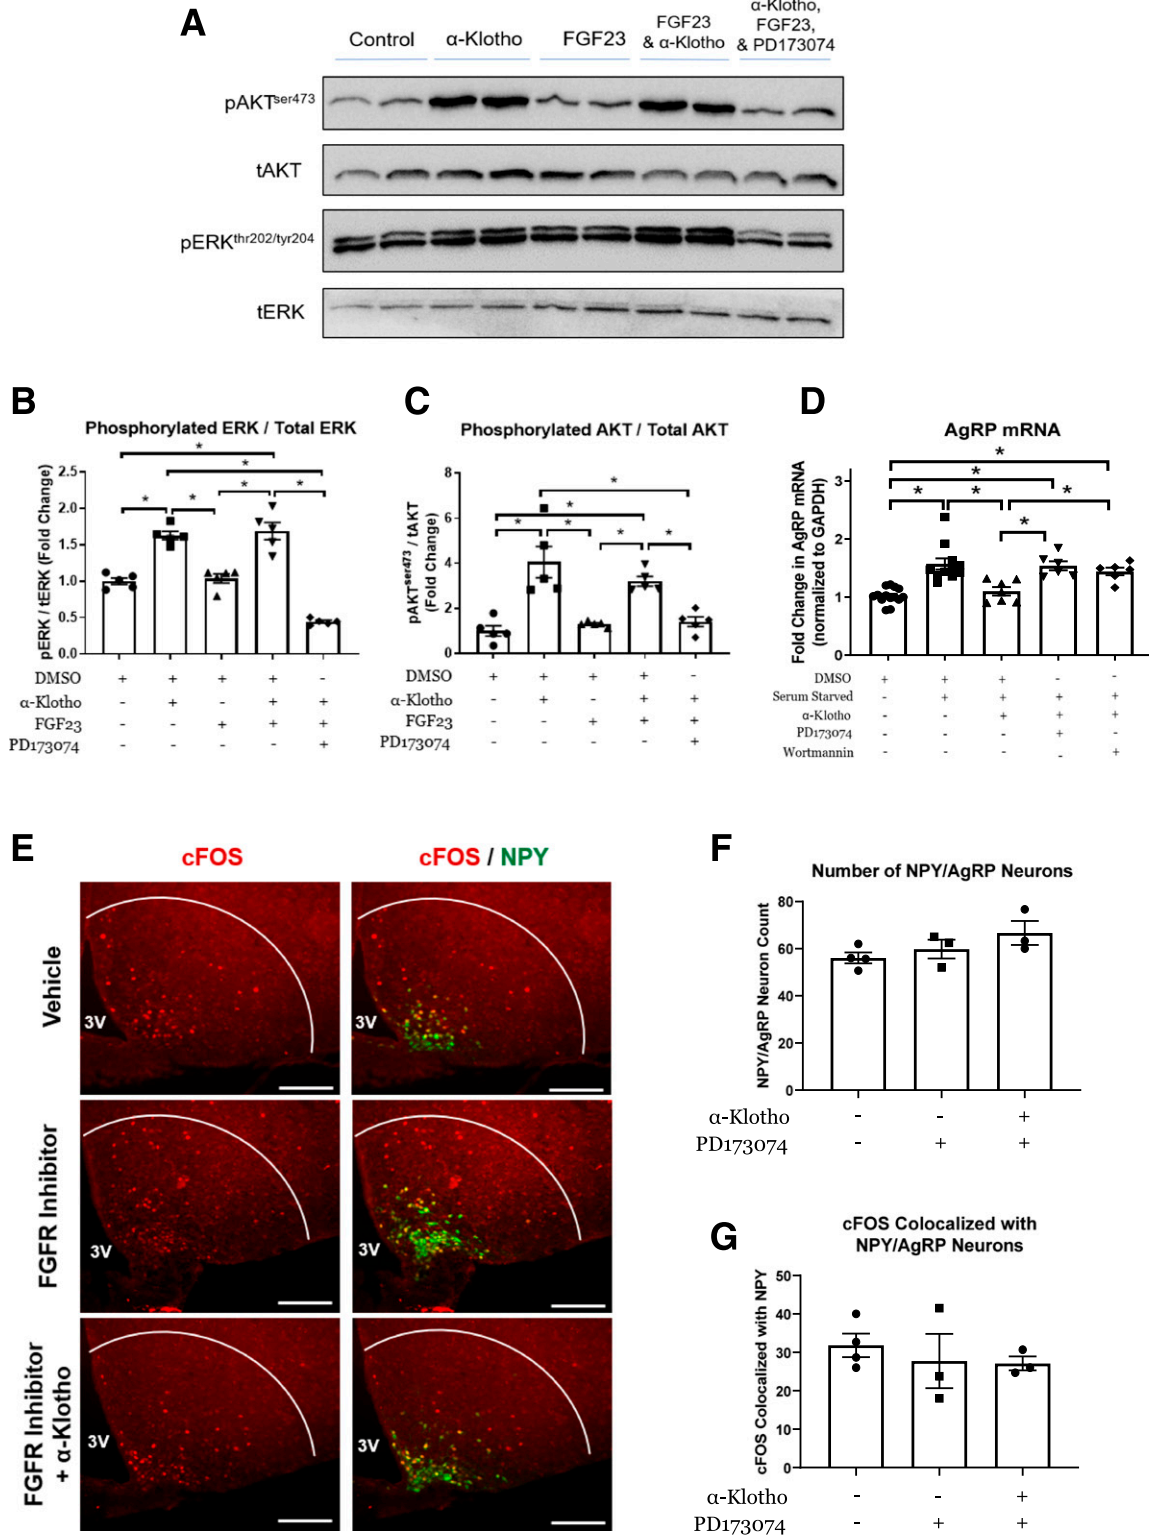 A
Control
α-Klotho
FGF23
FGF23
& α-Klotho
α-Klotho,
FGF23,
& PD173074
pAKTser473
tAKT
pERKthr202/tyr204
tERK
B
Phosphorylated ERK / Total ERK
pERK / tERK (Fold Change)
2.5
2.0
1.5
1.0
0.5
0.0
* * * * * *
DMSO + + + + -
α-Klotho - + - + +
FGF23 - - + + +
PD173074 - - - - +
C
Phosphorylated AKT / Total AKT
pAKTser473 / tAKT
(Fold Change)
8
6
4
2
0
* * * * * *
DMSO + + + + -
α-Klotho - + - + +
FGF23 - - + + +
PD173074 - - - - +
D
AgRP mRNA
Fold Change in AgRP mRNA
(normalized to GAPDH)
3
2
1
0
* * * * * *
DMSO + + + - -
Serum Starved - + + + +
α-Klotho - - + + +
PD173074 - - - + -
Wortmannin - - - - +
E
cFOS
cFOS / NPY
Vehicle
3V
3V
FGFR Inhibitor
3V
3V
FGFR Inhibitor
+ α-Klotho
3V
3V
F
Number of NPY/AgRP Neurons
NPY/AgRP Neuron Count
80
60
40
20
0
α-Klotho - - +
PD173074 - + +
G
cFOS Colocalized with
NPY/AgRP Neurons
cFOS Colocalized with NPY
50
40
30
20
10
0
α-Klotho - - +
PD173074 - + +